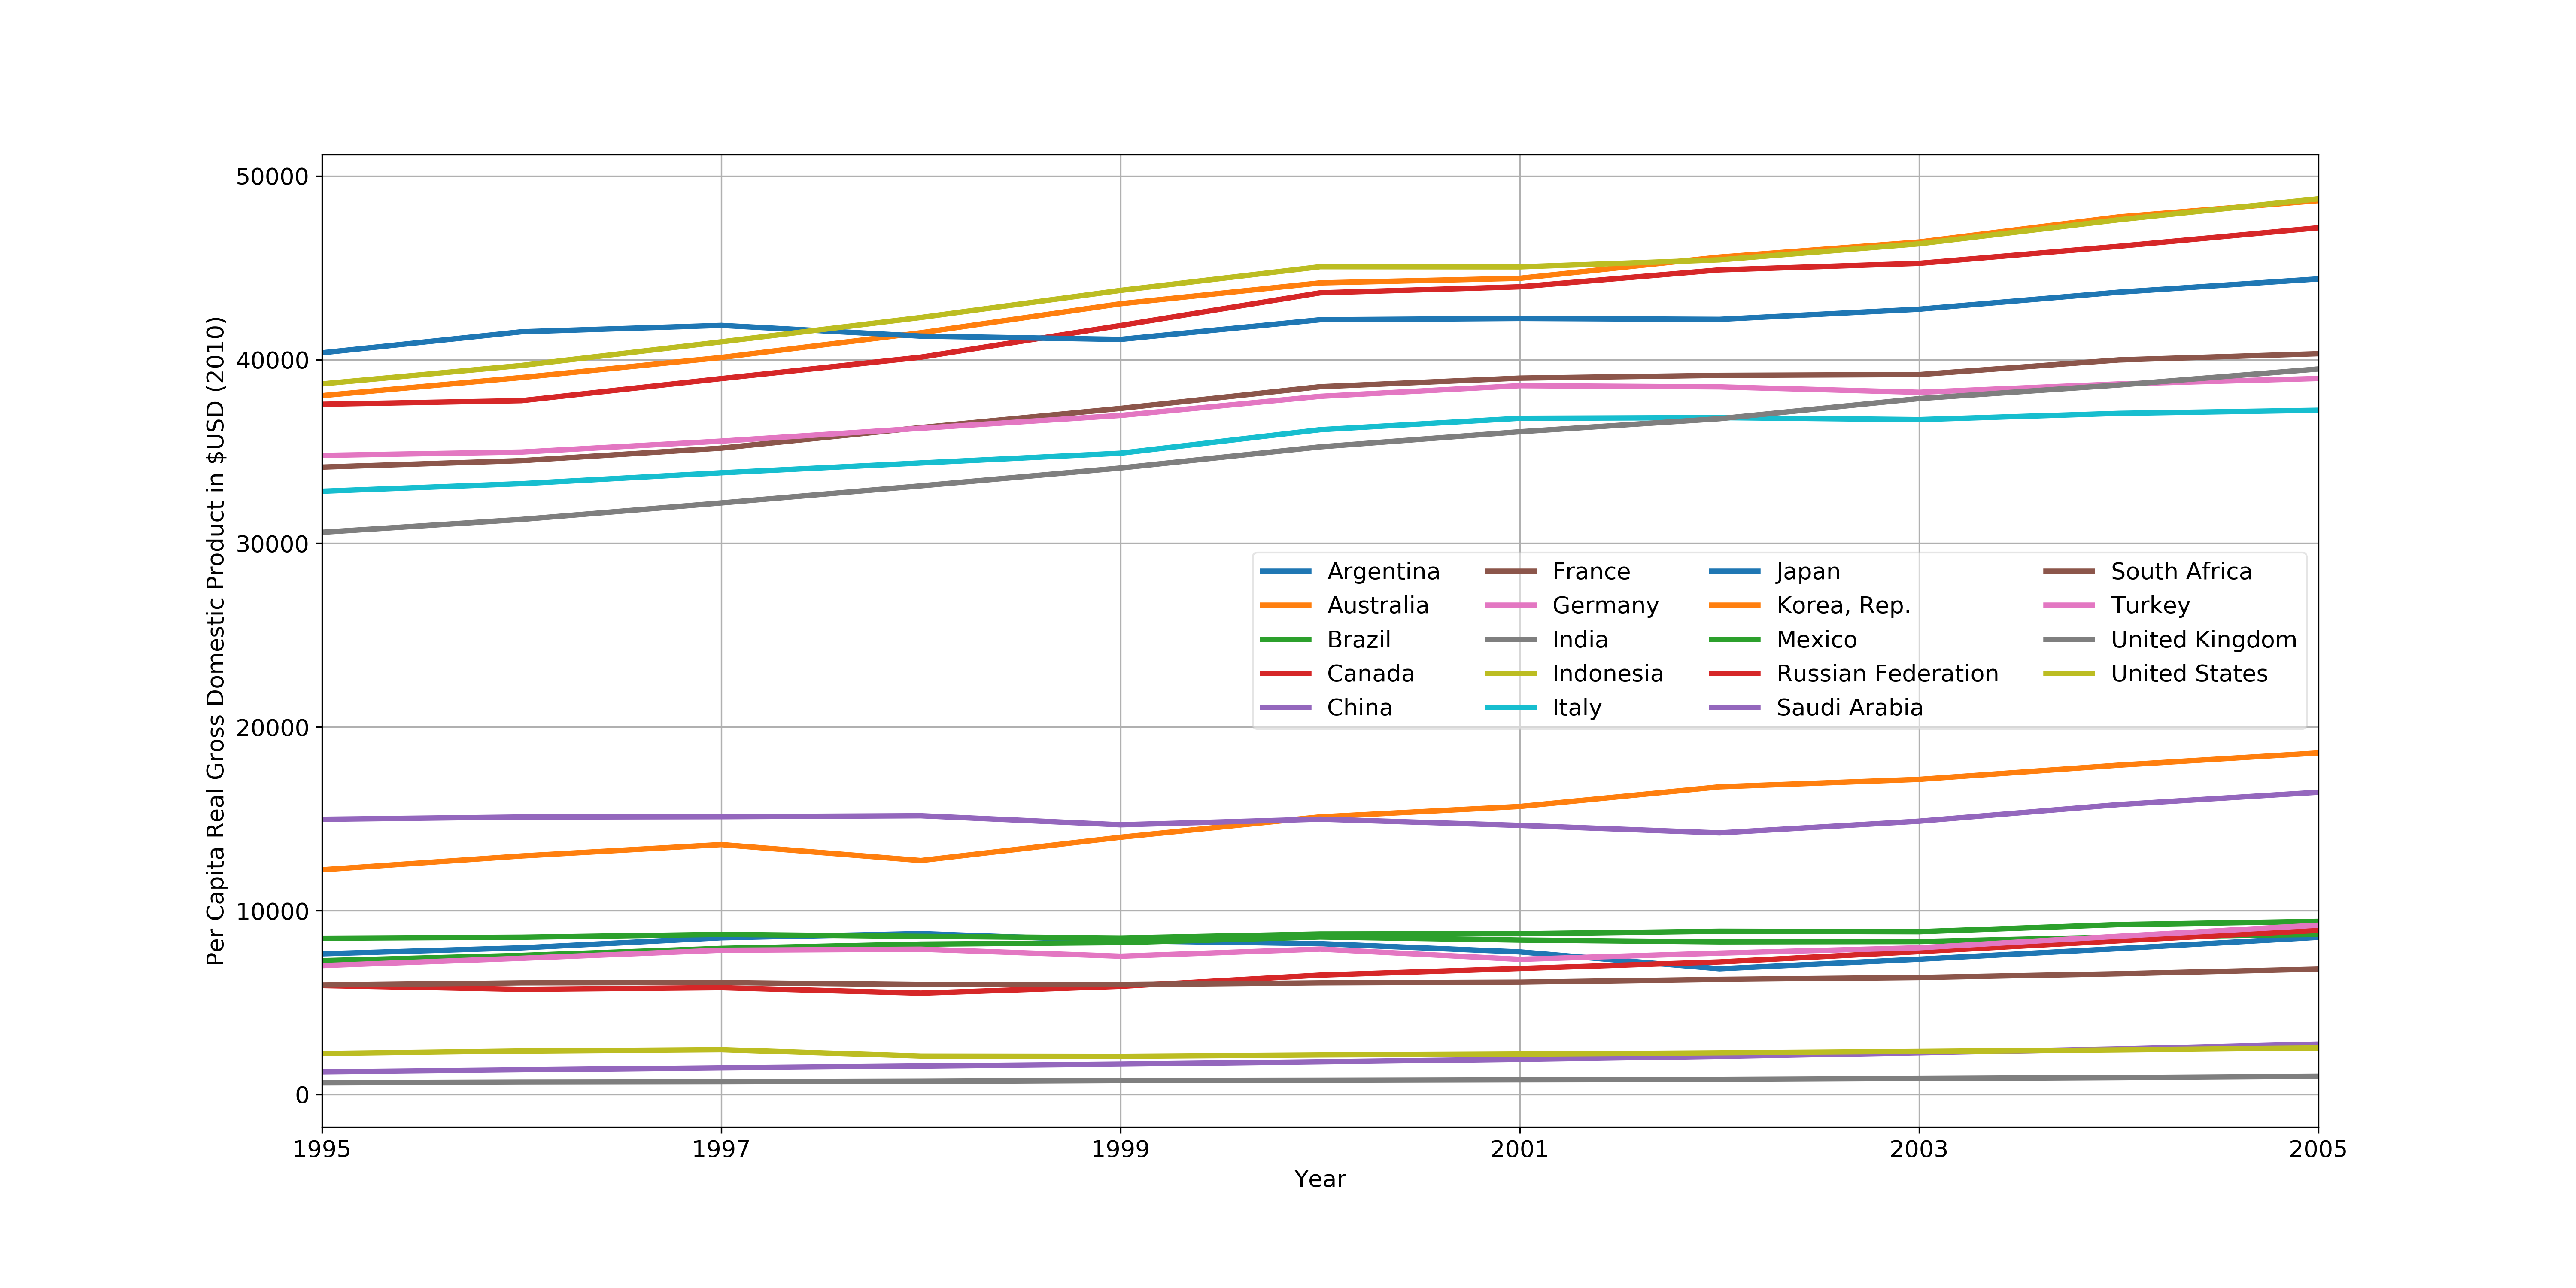 Per Capita Real Gross Domestic Product in $USD (2010)
50000
40000
30000
20000
10000
0
Argentina
Australia
Brazil
Canada
China
France
Germany
India
Indonesia
Italy
Japan
Korea, Rep.
Mexico
Russian Federation
Saudi Arabia
South Africa
Turkey
United Kingdom
United States
1995 1997 1999 2001 2003 2005
Year